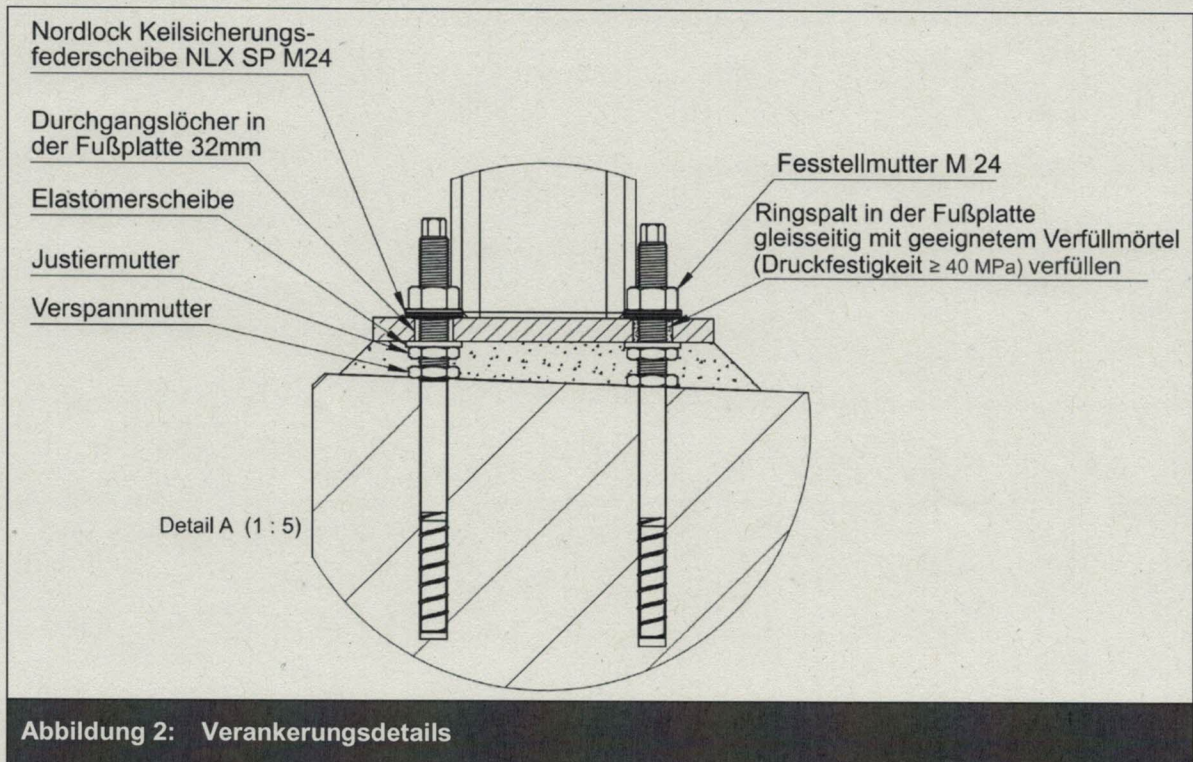 Nordlock Keilsicherungs-
federscheibe NLX SP M24
Durchgangslöcher in
der Fußplatte 32mm
Elastomerscheibe
Justiermutter
Verspannmutter
Fesstellmutter M 24
Ringspalt in der Fußplatte
gleisseitig mit geeignetem Verfüllmörtel
(Druckfestigkeit ≥ 40 MPa) verfüllen
Detail A (1 : 5)
Abbildung 2: Verankerungsdetails